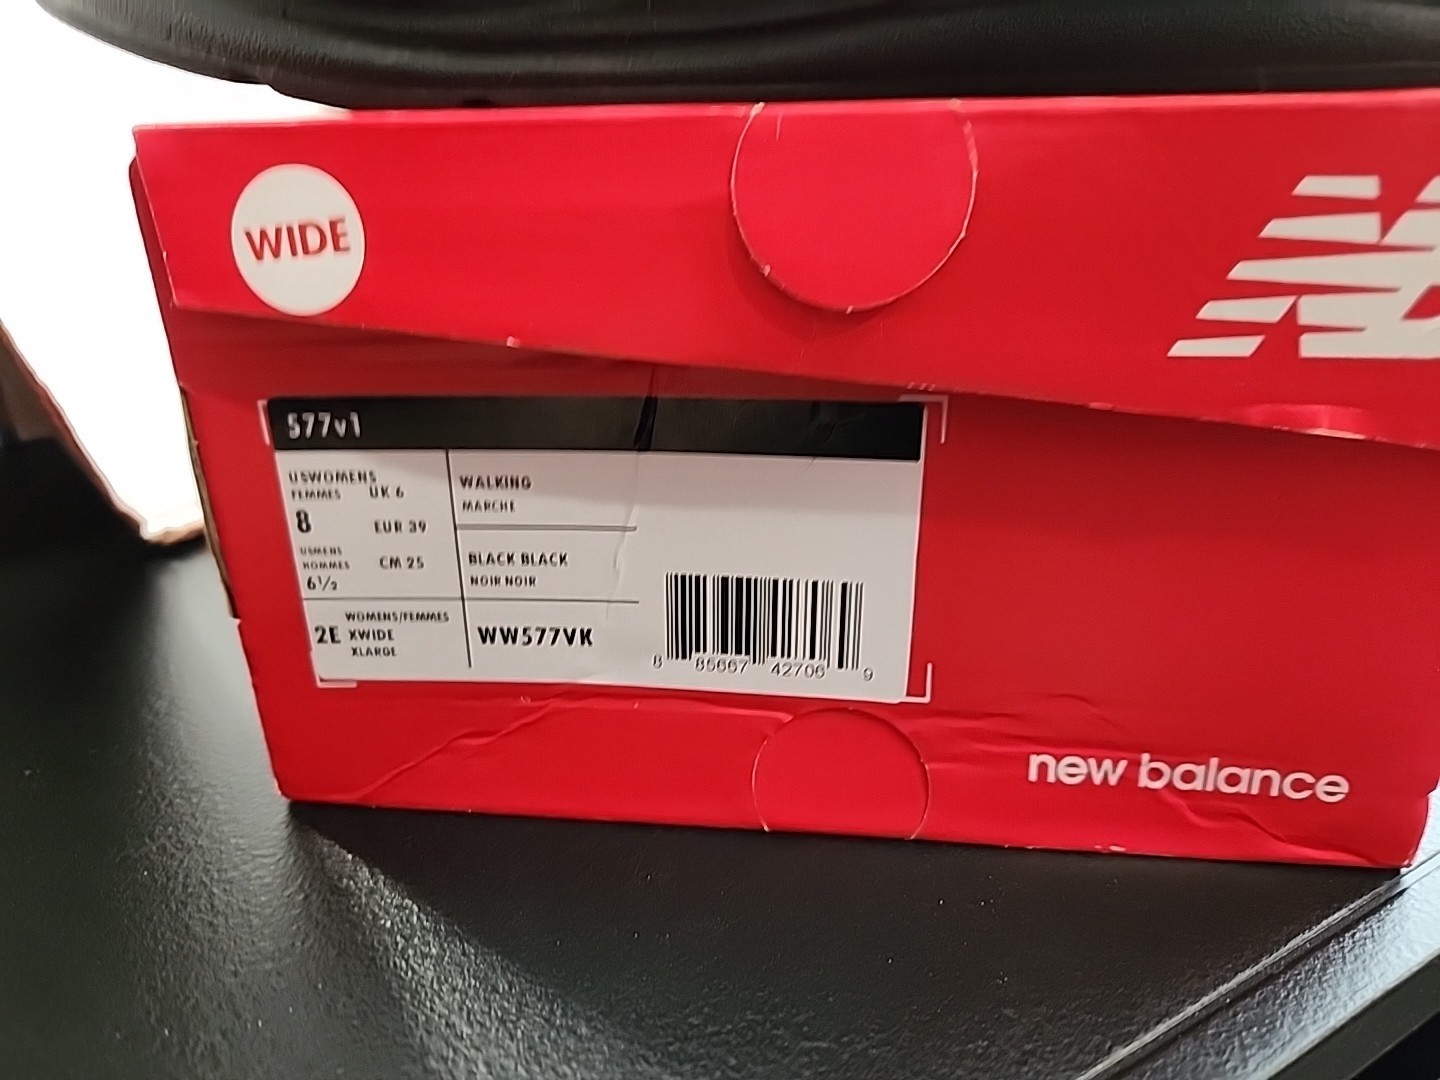 WIDE
577v1
USWOMENS
FEMMES
UK 6
8
EUR 39
USMENS
HOMMES
CM 25
6½
WALKING
MARCHE
BLACK BLACK
NOIR NOIR
2E
WOMENS/FEMMES
XWIDE
XLARGE
WW577VK
8 85667 42706 9
new balance